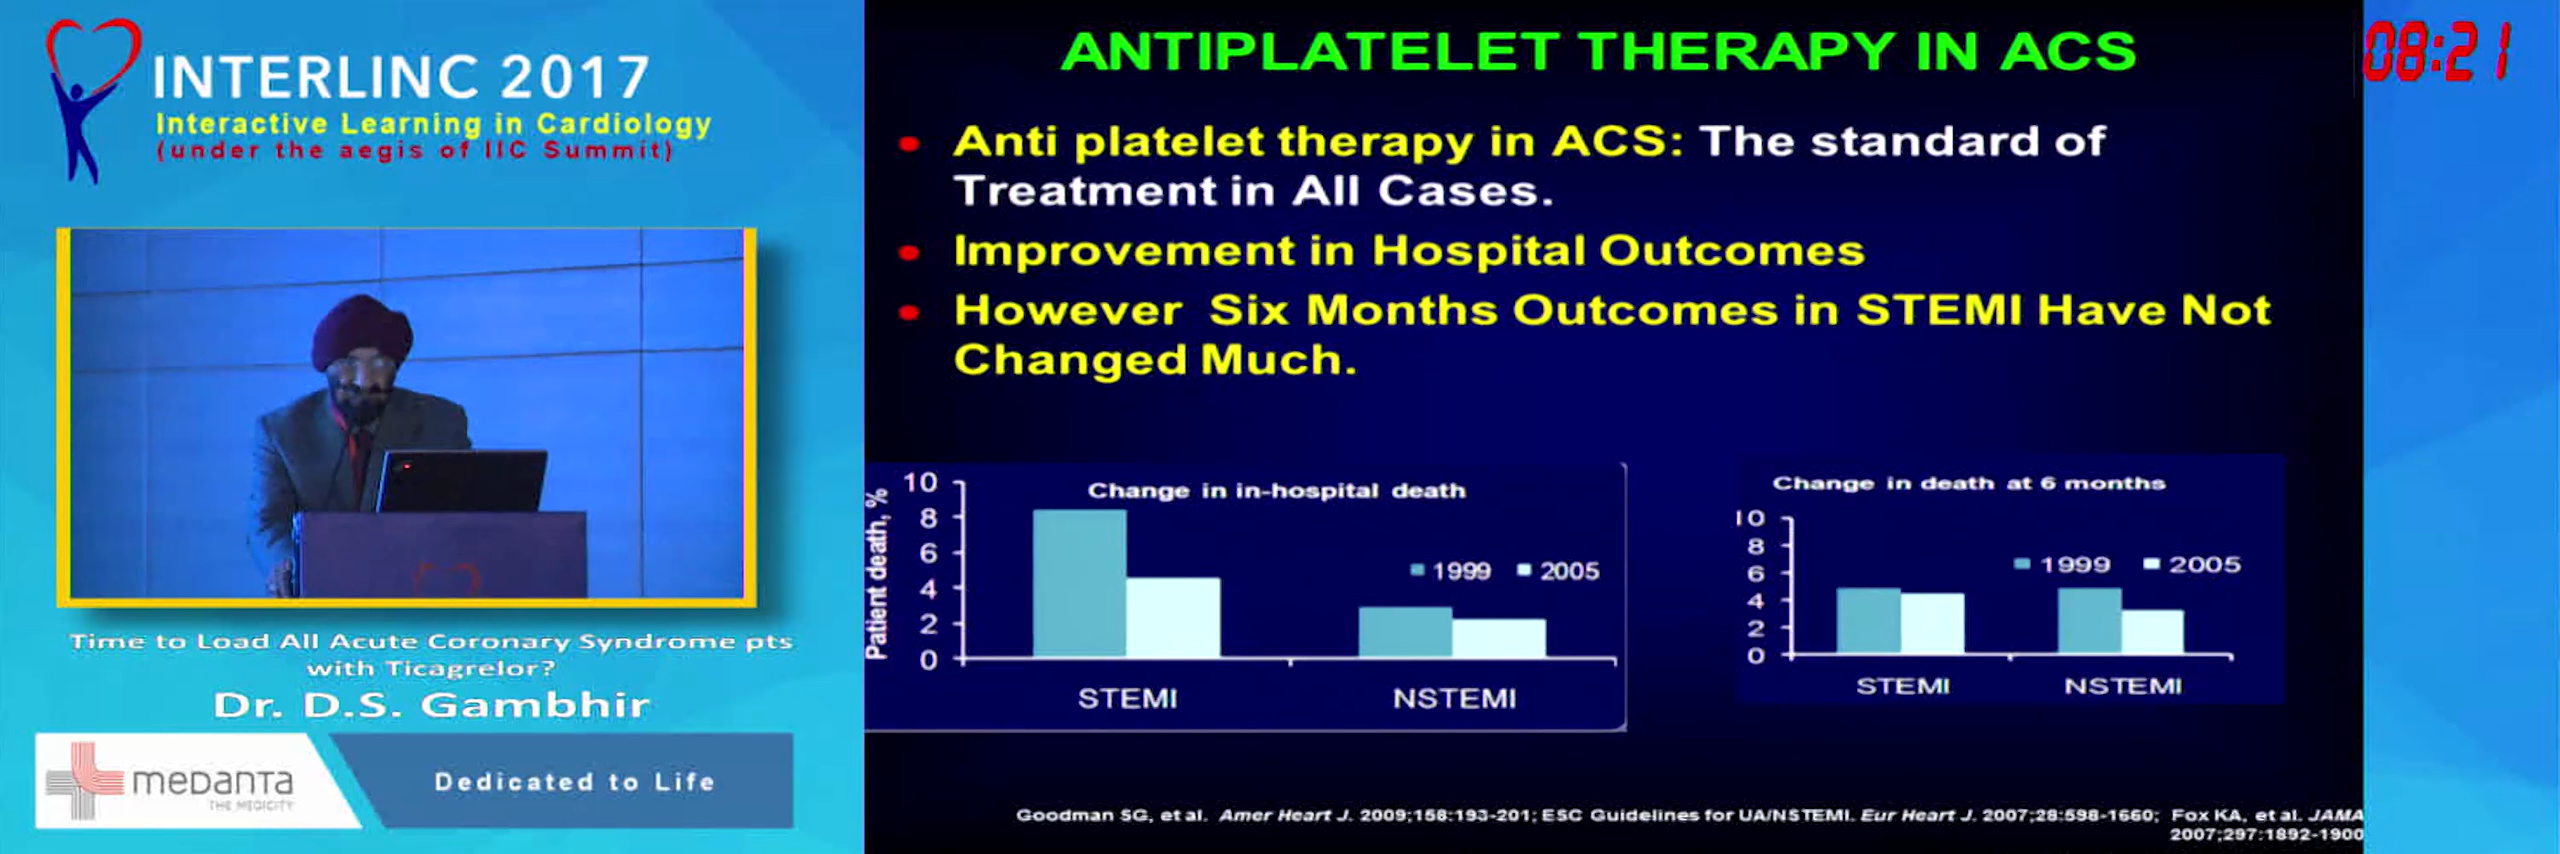 INTERLINC 2017
Interactive Learning in Cardiology
(under the aegis of IIC Summit)
Time to Load All Acute Coronary Syndrome pts
with Ticagrelor?
Dr. D.S. Gambhir
medanta
THE MEDICITY
Dedicated to Life
08:21
ANTIPLATELET THERAPY IN ACS
Anti platelet therapy in ACS: The standard of
Treatment in All Cases.
Improvement in Hospital Outcomes
However Six Months Outcomes in STEMI Have Not
Changed Much.
Patient death, %
Change in in-hospital death
10
8
6
4
2
0
1999 2005
STEMI NSTEMI
Change in death at 6 months
10
8
6
4
2
0
1999 2005
STEMI NSTEMI
Goodman SG, et al. Amer Heart J. 2009;158:193-201; ESC Guidelines for UA/NSTEMI. Eur Heart J. 2007;28:598-1660; Fox KA, et al. JAMA
2007;297:1892-1900